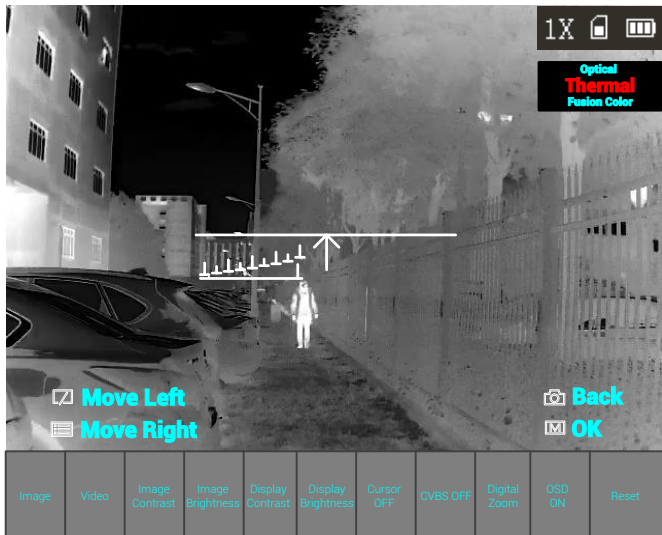 1X
Optical
Thermal
Fusion Color
Move Left
Back
Move Right
M OK
Image
Video
Image
Contrast
Image
Brightness
Display
Contrast
Display
Brightness
Cursor
OFF
CVBS OFF
Digital
Zoom
OSD
ON
Reset